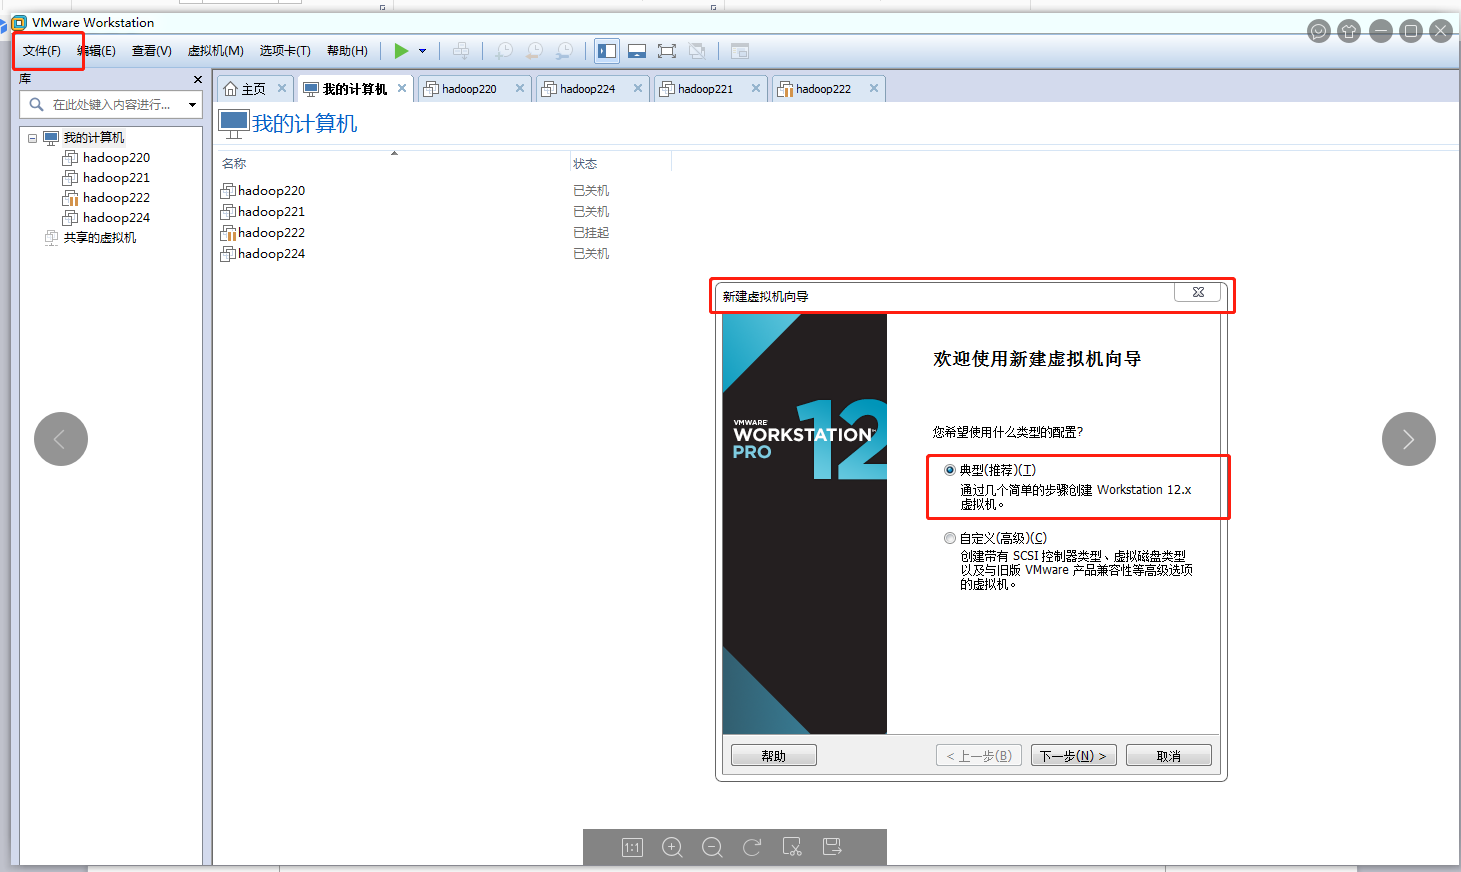 VMware Workstation
文件(F) 编辑(E) 查看(V) 虚拟机(M) 选项卡(T) 帮助(H)
库
在此处键入内容进行...
我的计算机
hadoop220
hadoop221
hadoop222
hadoop224
共享的虚拟机
主页 我的计算机 hadoop220 hadoop224 hadoop221 hadoop222
我的计算机
名称 状态
hadoop220 已关机
hadoop221 已关机
hadoop222 已挂起
hadoop224 已关机
新建虚拟机向导
VMWARE
WORKSTATION™
PRO
12
欢迎使用新建虚拟机向导
您希望使用什么类型的配置?
典型(推荐)(T)
通过几个简单的步骤创建 Workstation 12.x
虚拟机。
自定义(高级)(C)
创建带有 SCSI 控制器类型、虚拟磁盘类型
以及与旧版 VMware 产品兼容性等高级选项
的虚拟机。
帮助 < 上一步(B) 下一步(N) > 取消
1:1